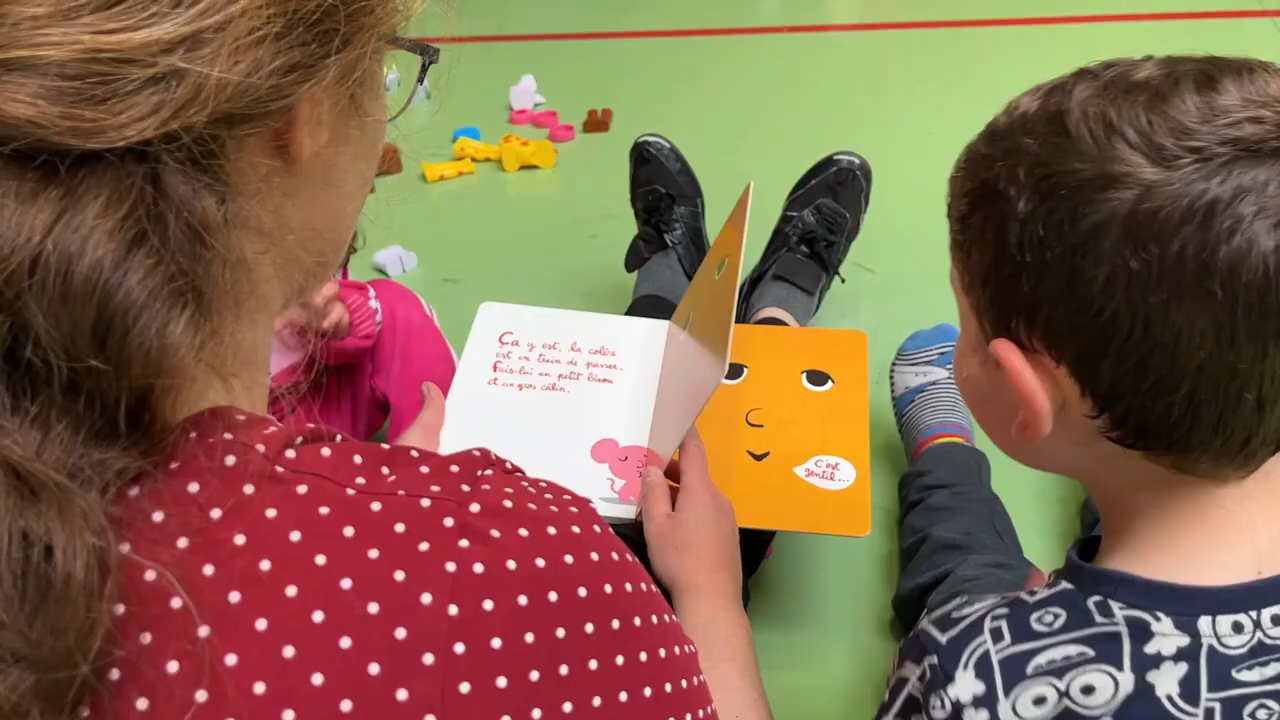 Ça y est, la colère
est en train de passer.
Fais-lui un petit bisou
et un gros câlin.
C'est
gentil...